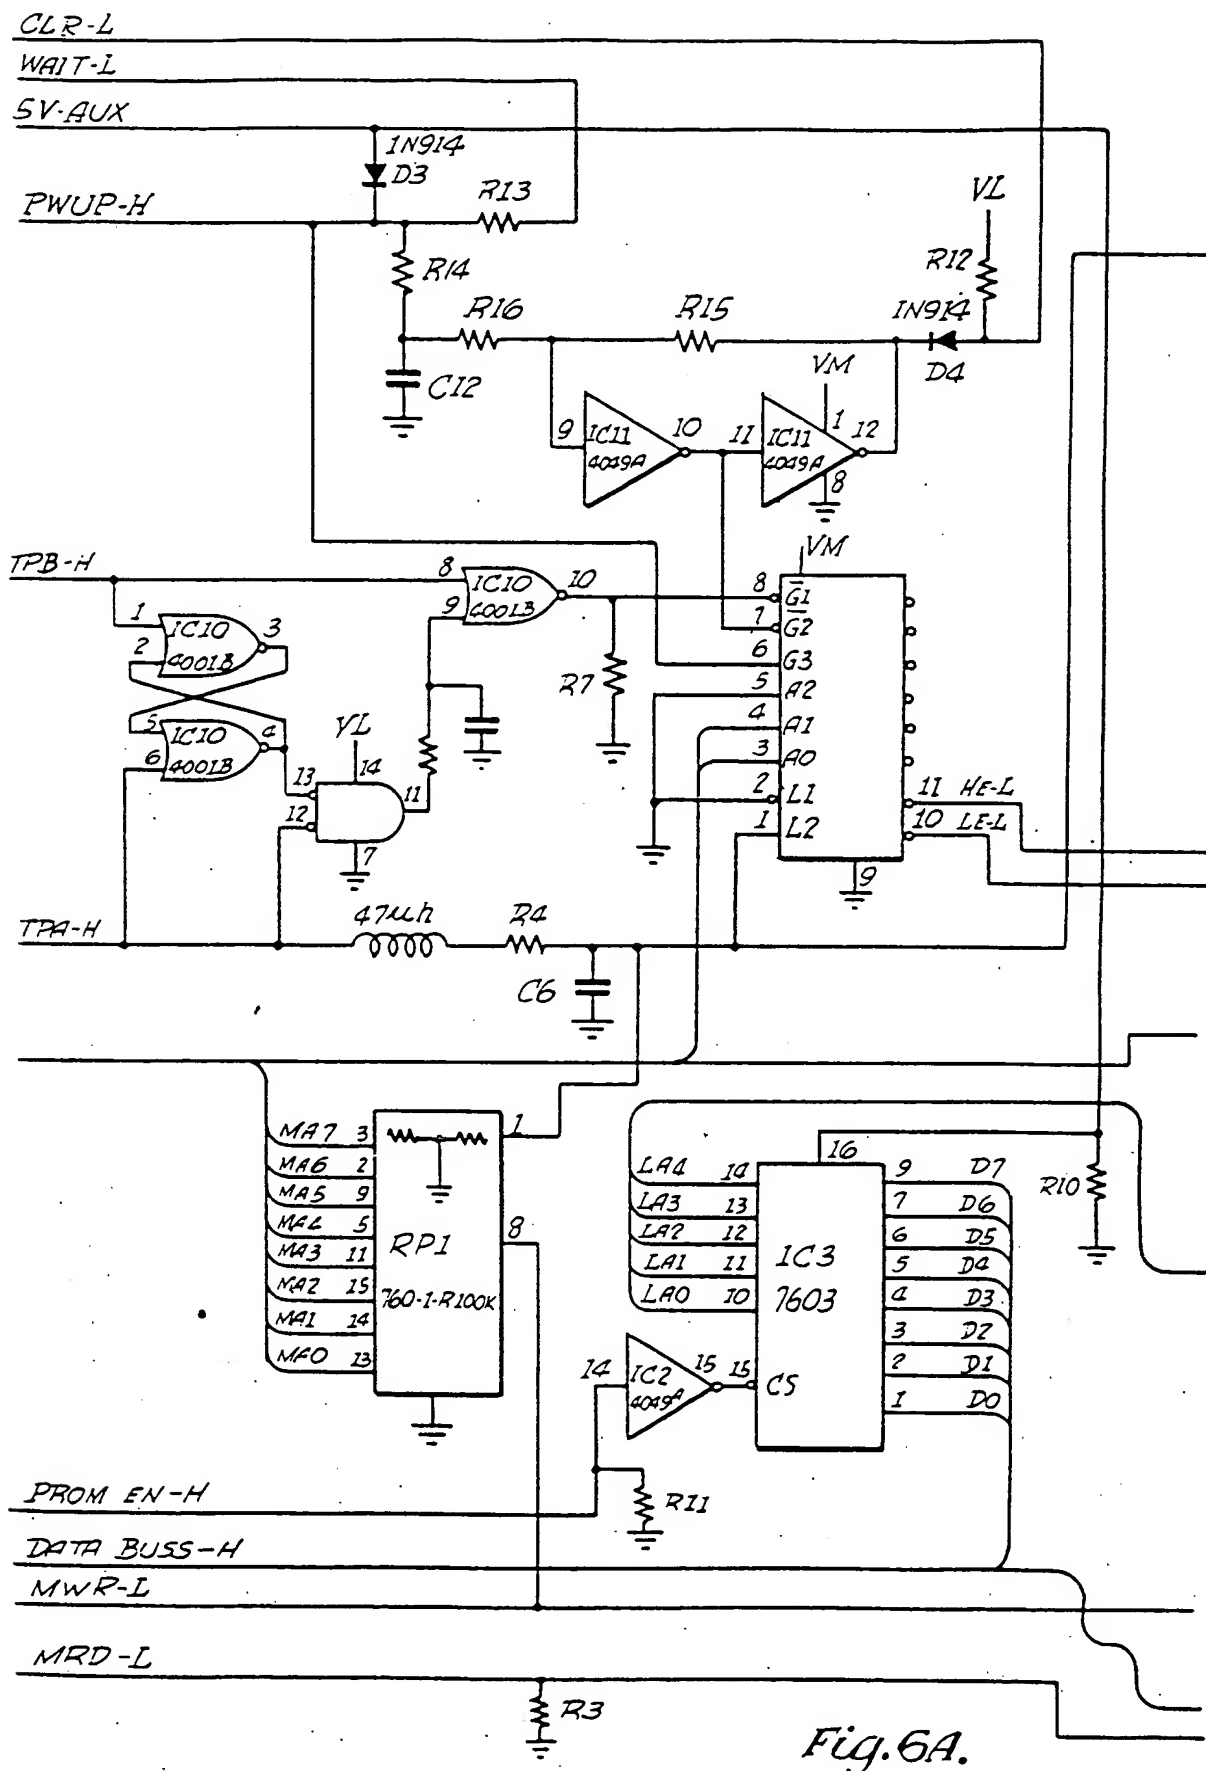 CLR-L
WAIT-L
5V-AUX
1N914
D3
PWUP-H
R13
VL
R14
R12
R16
R15
1N914
D4
C12
VM
9
IC11
4049A
10
11
IC11
4049A
1
12
8
TPB-H
8
9
IC10
4001B
10
VM
1
2
IC10
4001B
3
5
6
IC10
4001B
4
R7
VL
13
12
14
11
7
8 G1
7 G2
6 G3
5 A2
4 A1
3 A0
2 L1
1 L2
11 HE-L
10 LE-L
9
TPA-H
47uh
R4
C6
MA7 3
MA6 2
MA5 9
MA4 5
MA3 11
MA2 15
MA1 14
MA0 13
1
8
RP1
760-1-R100K
LA4 14
LA3 13
LA2 12
LA1 11
LA0 10
16
IC3
7603
CS
9 D7
7 D6
6 D5
5 D4
4 D3
3 D2
2 D1
1 D0
R10
14
IC2
4049A
15 15
PROM EN-H
R11
DATA BUSS-H
MWR-L
MRD-L
R3
Fig.6A.